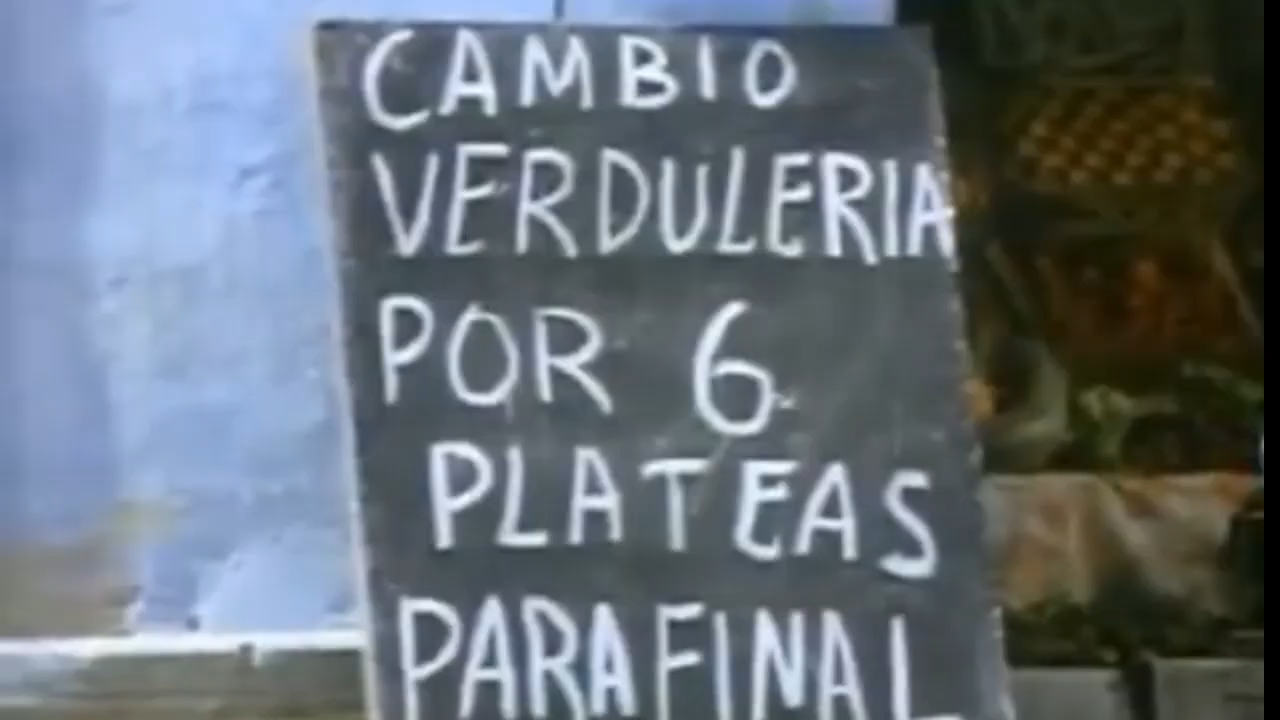 CAMBIO
VERDULERIA
POR 6
PLATEAS
PARA FINAL